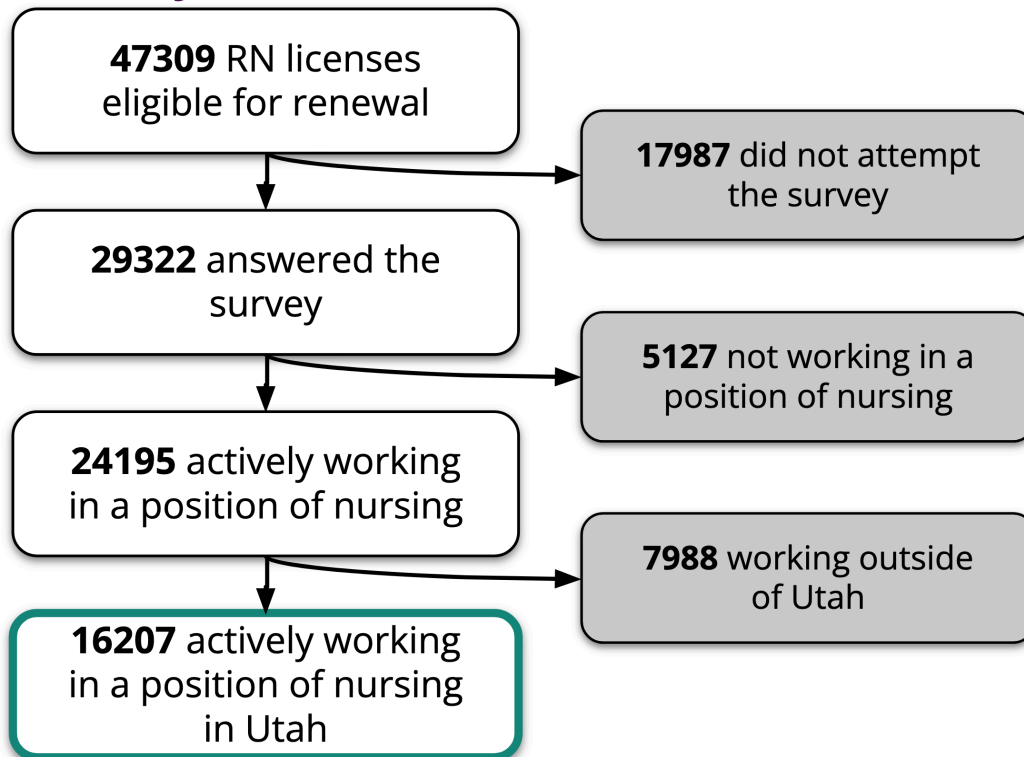 47309 RN licenses
eligible for renewal
17987 did not attempt
the survey
29322 answered the
survey
5127 not working in a
position of nursing
24195 actively working
in a position of nursing
7988 working outside
of Utah
16207 actively working
in a position of nursing
in Utah